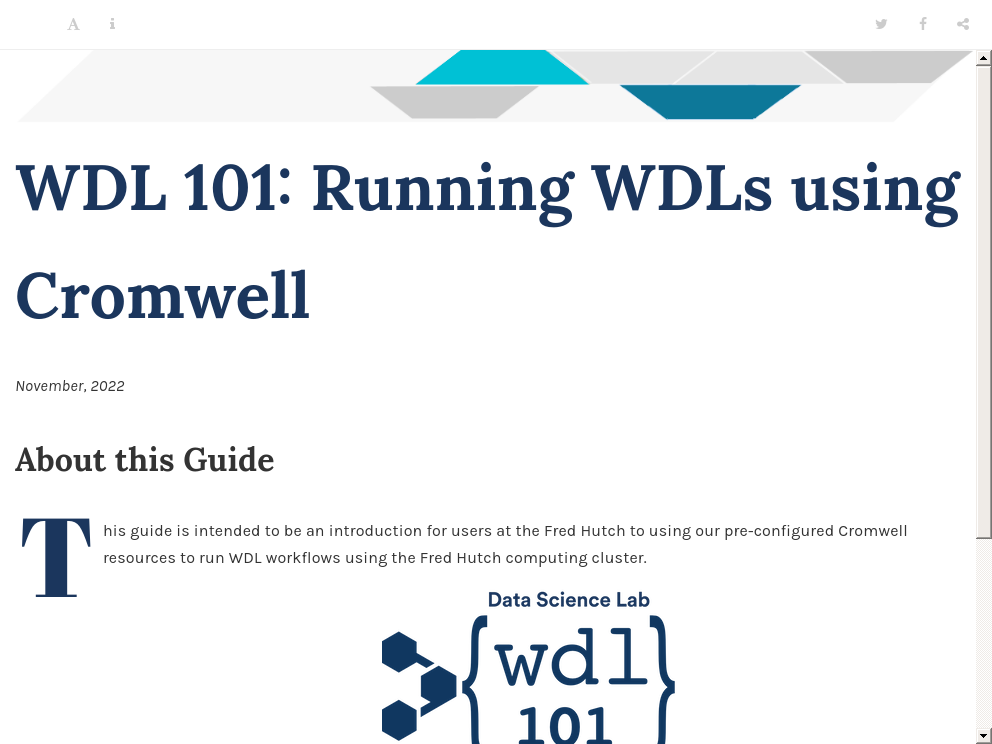 WDL 101: Running WDLs using
Cromwell
November, 2022
About this Guide
This guide is intended to be an introduction for users at the Fred Hutch to using our pre-configured Cromwell
resources to run WDL workflows using the Fred Hutch computing cluster.
Data Science Lab
{wdl
101}